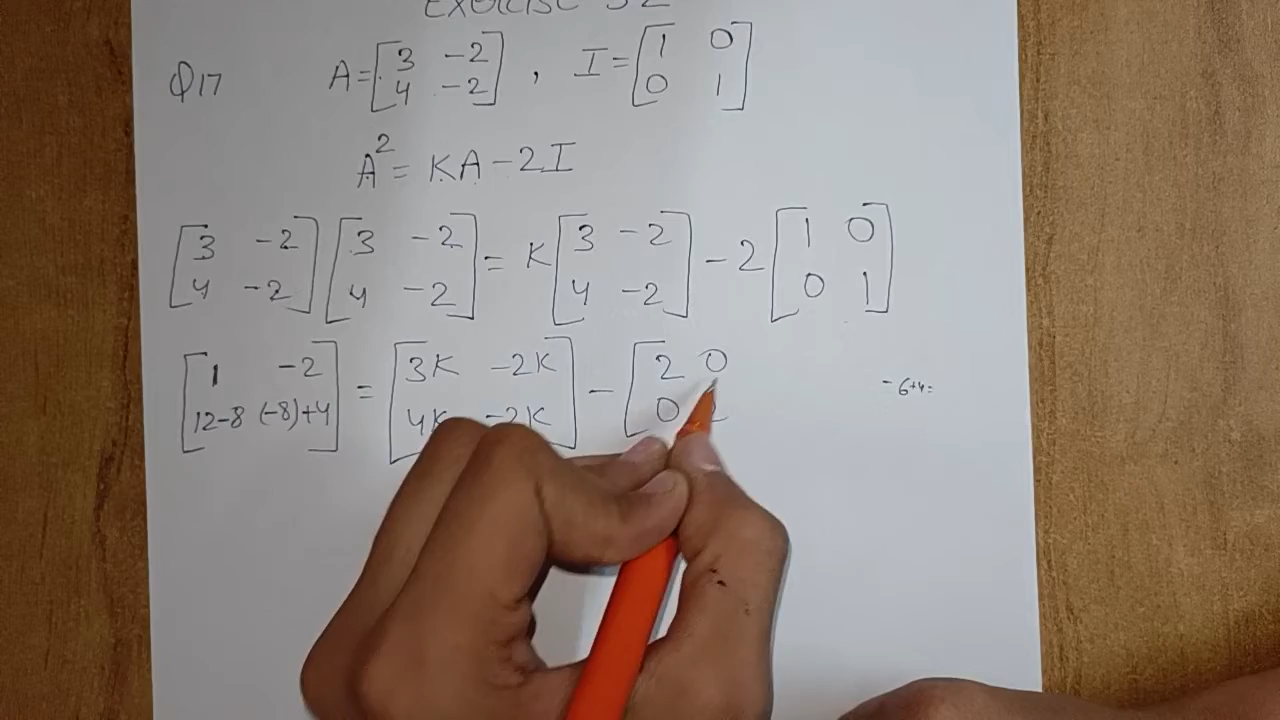 Exercise 3.2
Q17 A = [3 -2 4 -2] , I = [1 0 0 1]
A² = KA - 2I
[3 -2 4 -2] [3 -2 4 -2] = K [3 -2 4 -2] - 2 [1 0 0 1]
[1 -2 12-8 (-8)+4] = [3K -2K 4K -2K] - [2 0 0 2
-6+4=